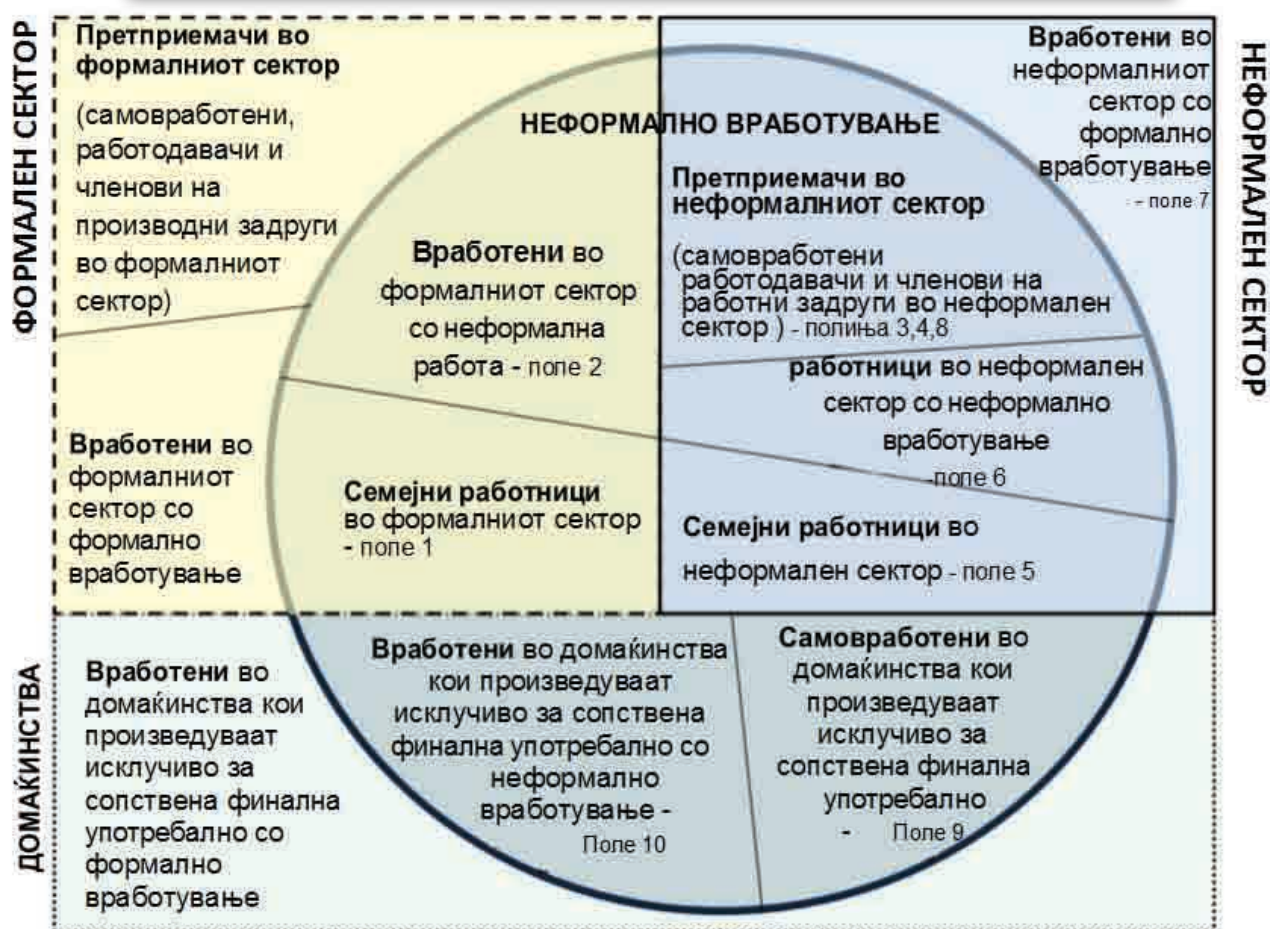 ФОРМАЛЕН СЕКТОР
Претприемачи во
формалниот сектор
(самовработени,
работодавачи и
членови на
производни задруги
во формалниот
сектор)
Вработени во
формалниот
сектор со
формално
вработување
НЕФОРМАЛНО ВРАБОТУВАЊЕ
Вработени во
формалниот сектор
со неформална
работа - поле 2
Семејни работници
во формалниот сектор
- поле 1
Претприемачи во
неформалниот сектор
(самовработени
работодавачи и членови на
работни задруги во неформален
сектор ) - полиња 3,4,8
работници во неформален
сектор со неформално
вработување
-поле 6
Семејни работници во
неформален сектор - поле 5
Вработени во
неформалниот
сектор со
формално
вработување
- поле 7
НЕФОРМАЛЕН СЕКТОР
ДОМАЌИНСТВА
Вработени во
домаќинства кои
произведуваат
исклучиво за
сопствена финална
употребално со
формално
вработување
Вработени во домаќинства
кои произведуваат
исклучиво за сопствена
финална употребално со
неформално
вработување -
Поле 10
Самовработени во
домаќинства кои
произведуваат
исклучиво за
сопствена финална
употребално
- Поле 9